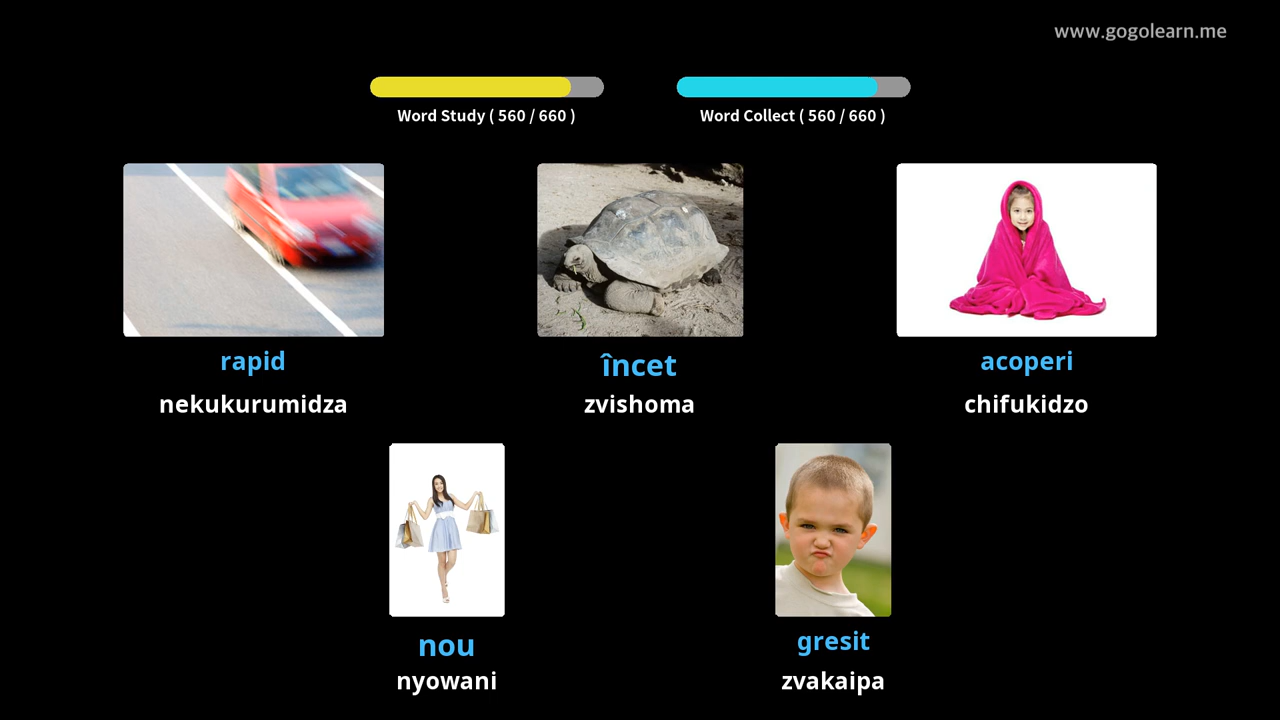 www.gogolearn.me
Word Study ( 560 / 660 )
Word Collect ( 560 / 660 )
rapid
încet
acoperi
nekukurumidza
zvishoma
chifukidzo
nou
gresit
nyowani
zvakaipa